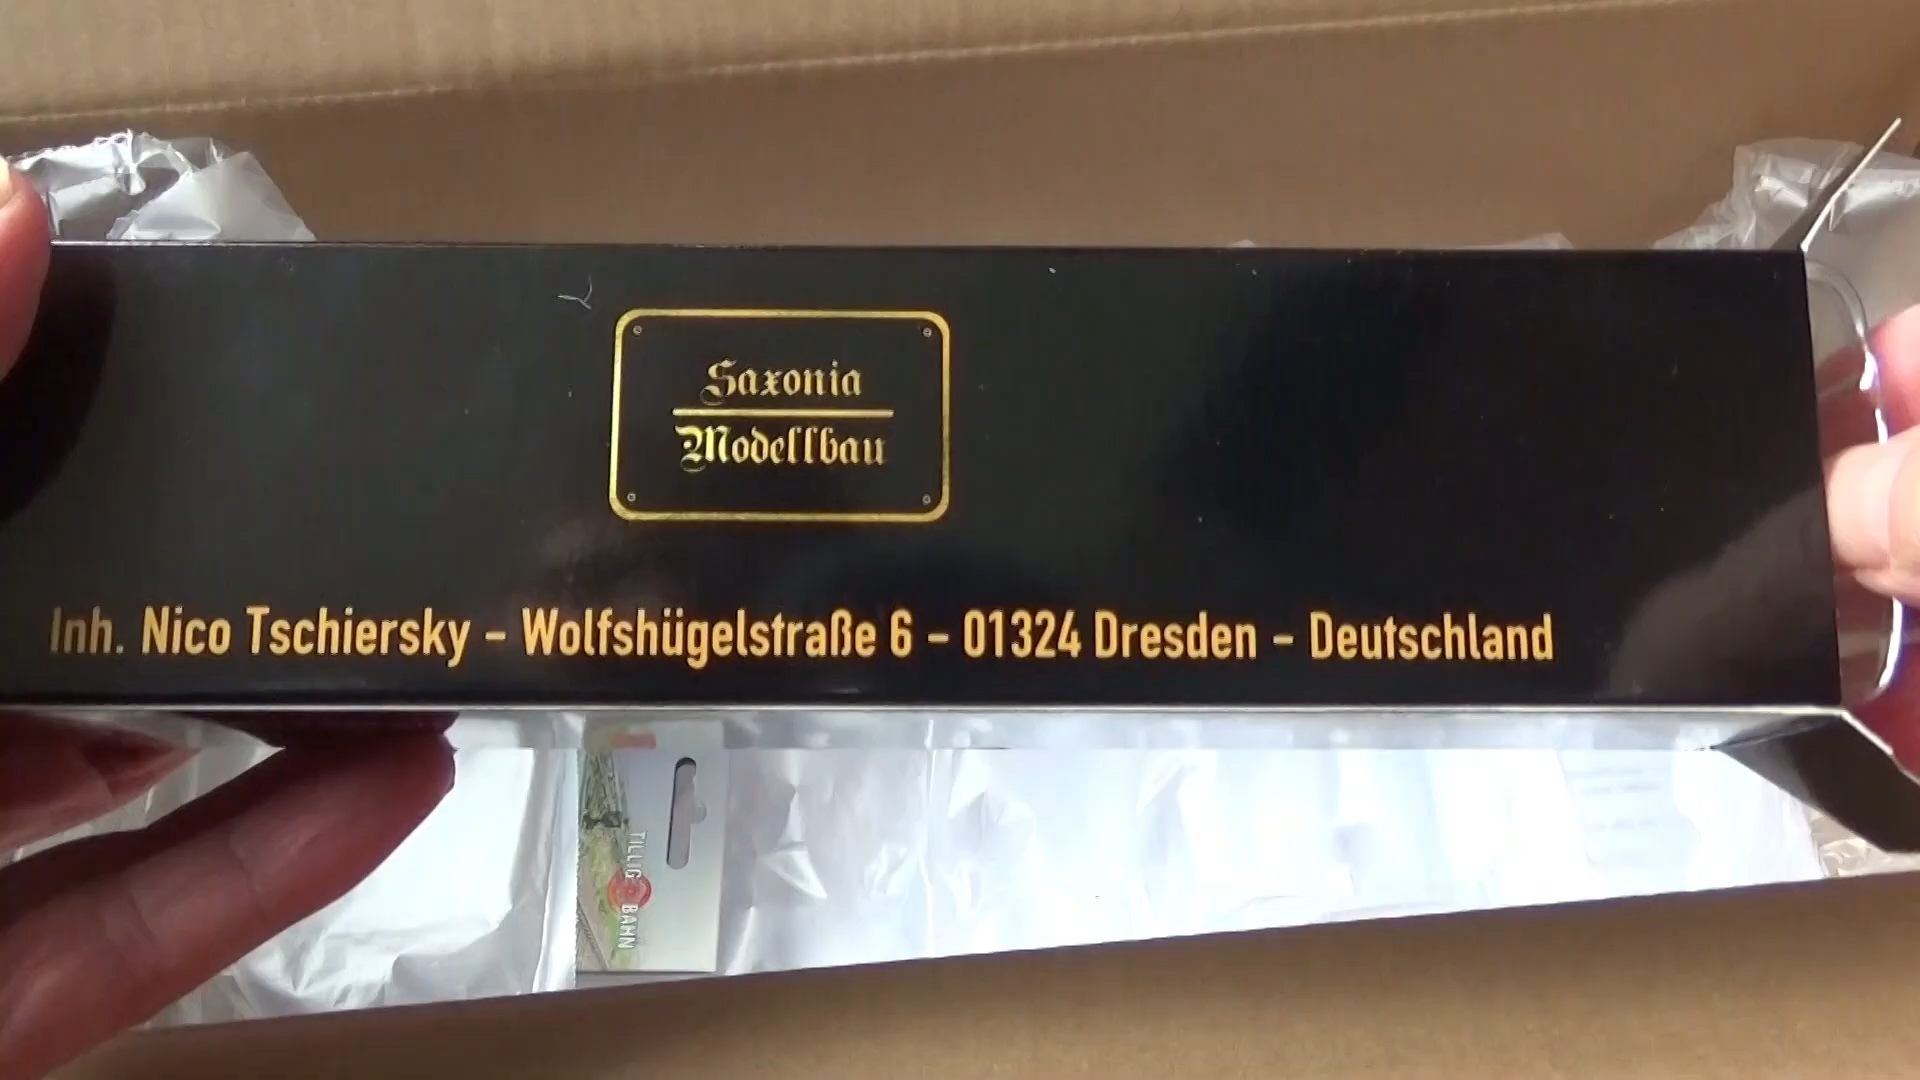 Saxonia
Modellbau
Inh. Nico Tschiersky – Wolfshügelstraße 6 – 01324 Dresden – Deutschland
TILLIG BAHN